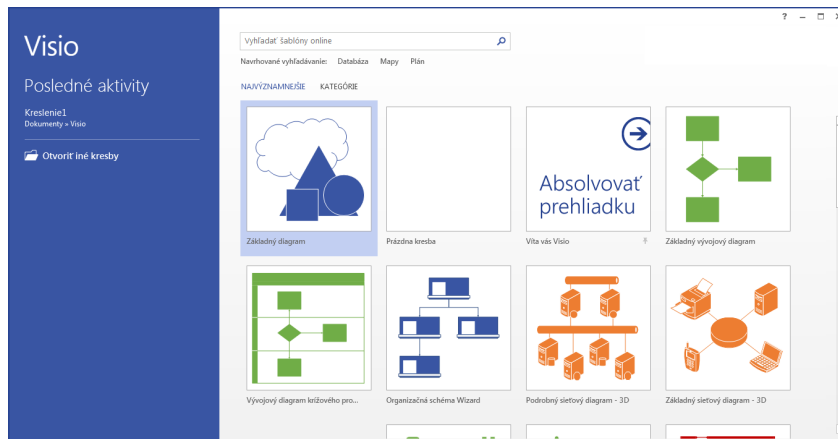 Visio
Posledné aktivity
Kreslenie1
Dokumenty » Visio
Otvoriť iné kresby
?
Vyhľadať šablóny online
Navrhované vyhľadávanie: Databáza Mapy Plán
NAJVÝZNAMNEJŠIE KATEGÓRIE
Absolvovať
prehliadku
Základný diagram Prázdna kresba Víta vás Visio Základný vývojový diagram
Vývojový diagram krížového pro... Organizačná schéma Wizard Podrobný sieťový diagram - 3D Základný sieťový diagram - 3D